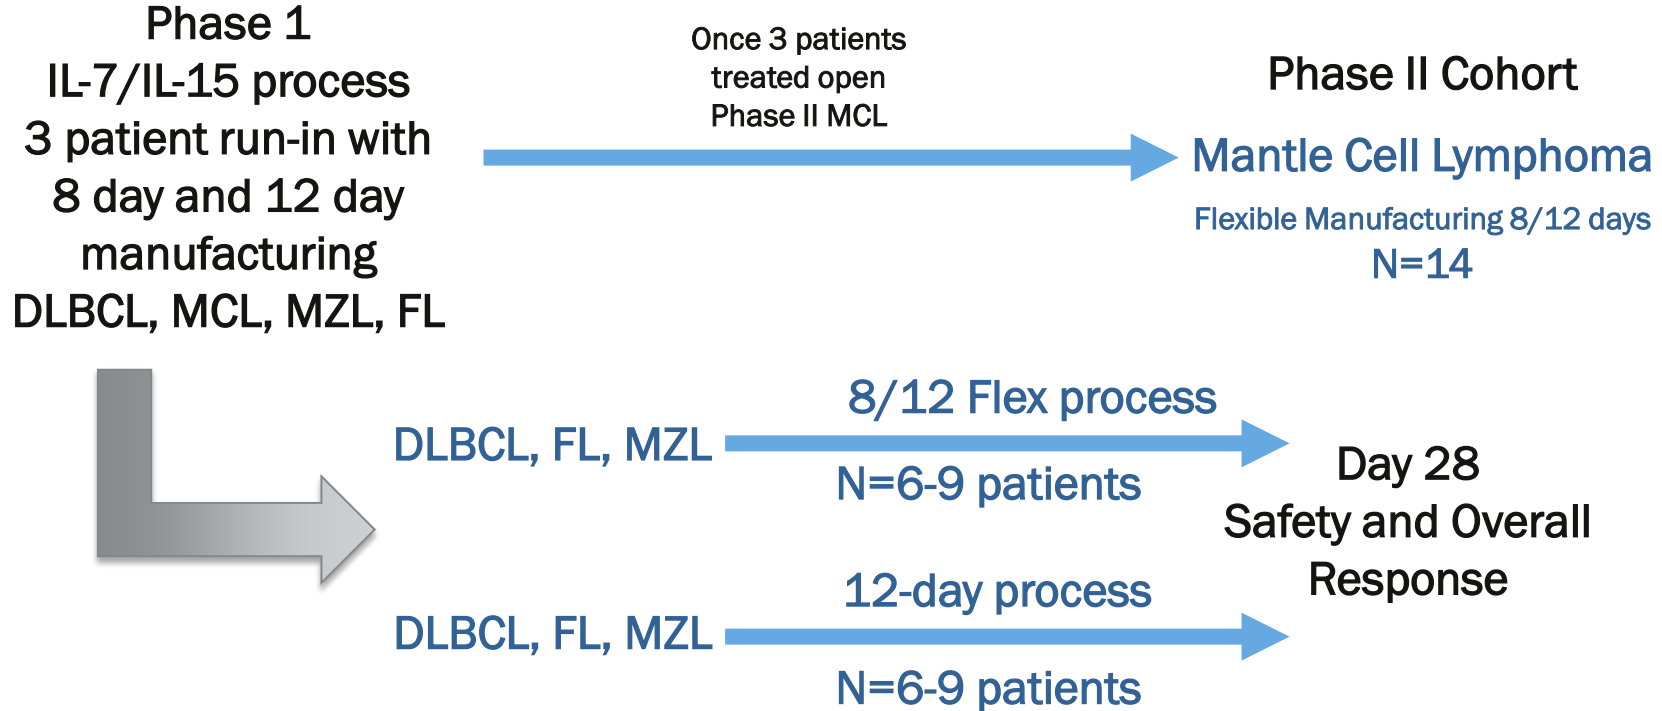 Phase 1
IL-7/IL-15 process
3 patient run-in with
8 day and 12 day
manufacturing
DLBCL, MCL, MZL, FL
Once 3 patients
treated open
Phase II MCL
Phase II Cohort
Mantle Cell Lymphoma
Flexible Manufacturing 8/12 days
N=14
DLBCL, FL, MZL
8/12 Flex process
N=6-9 patients
DLBCL, FL, MZL
12-day process
N=6-9 patients
Day 28
Safety and Overall
Response